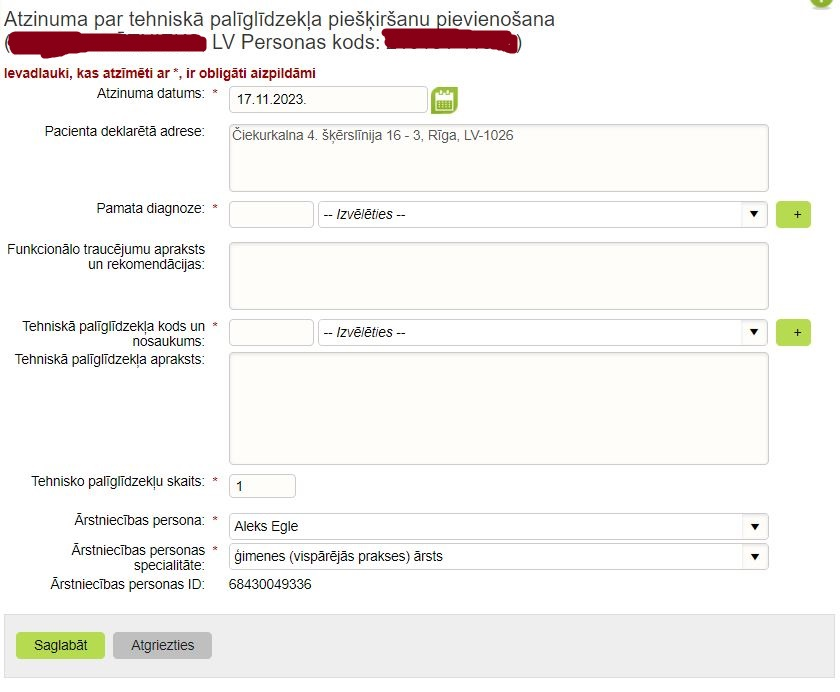 Atzinuma par tehniskā palīglīdzekļa piešķiršanu pievienošana
( LV Personas kods: )
Ievadlauki, kas atzīmēti ar *, ir obligāti aizpildāmi
Atzinuma datums: * 17.11.2023.
Pacienta deklarētā adrese: Čiekurkalna 4. šķērslīnija 16 - 3, Rīga, LV-1026
Pamata diagnoze: * -- Izvēlēties -- +
Funkcionālo traucējumu apraksts
un rekomendācijas:
Tehniskā palīglīdzekļa kods un * -- Izvēlēties -- +
nosaukums:
Tehniskā palīglīdzekļa apraksts:
Tehnisko palīglīdzekļu skaits: * 1
Ārstniecības persona: * Aleks Egle
Ārstniecības personas * ģimenes (vispārējās prakses) ārsts
specialitāte:
Ārstniecības personas ID: 68430049336
Saglabāt Atgriezties